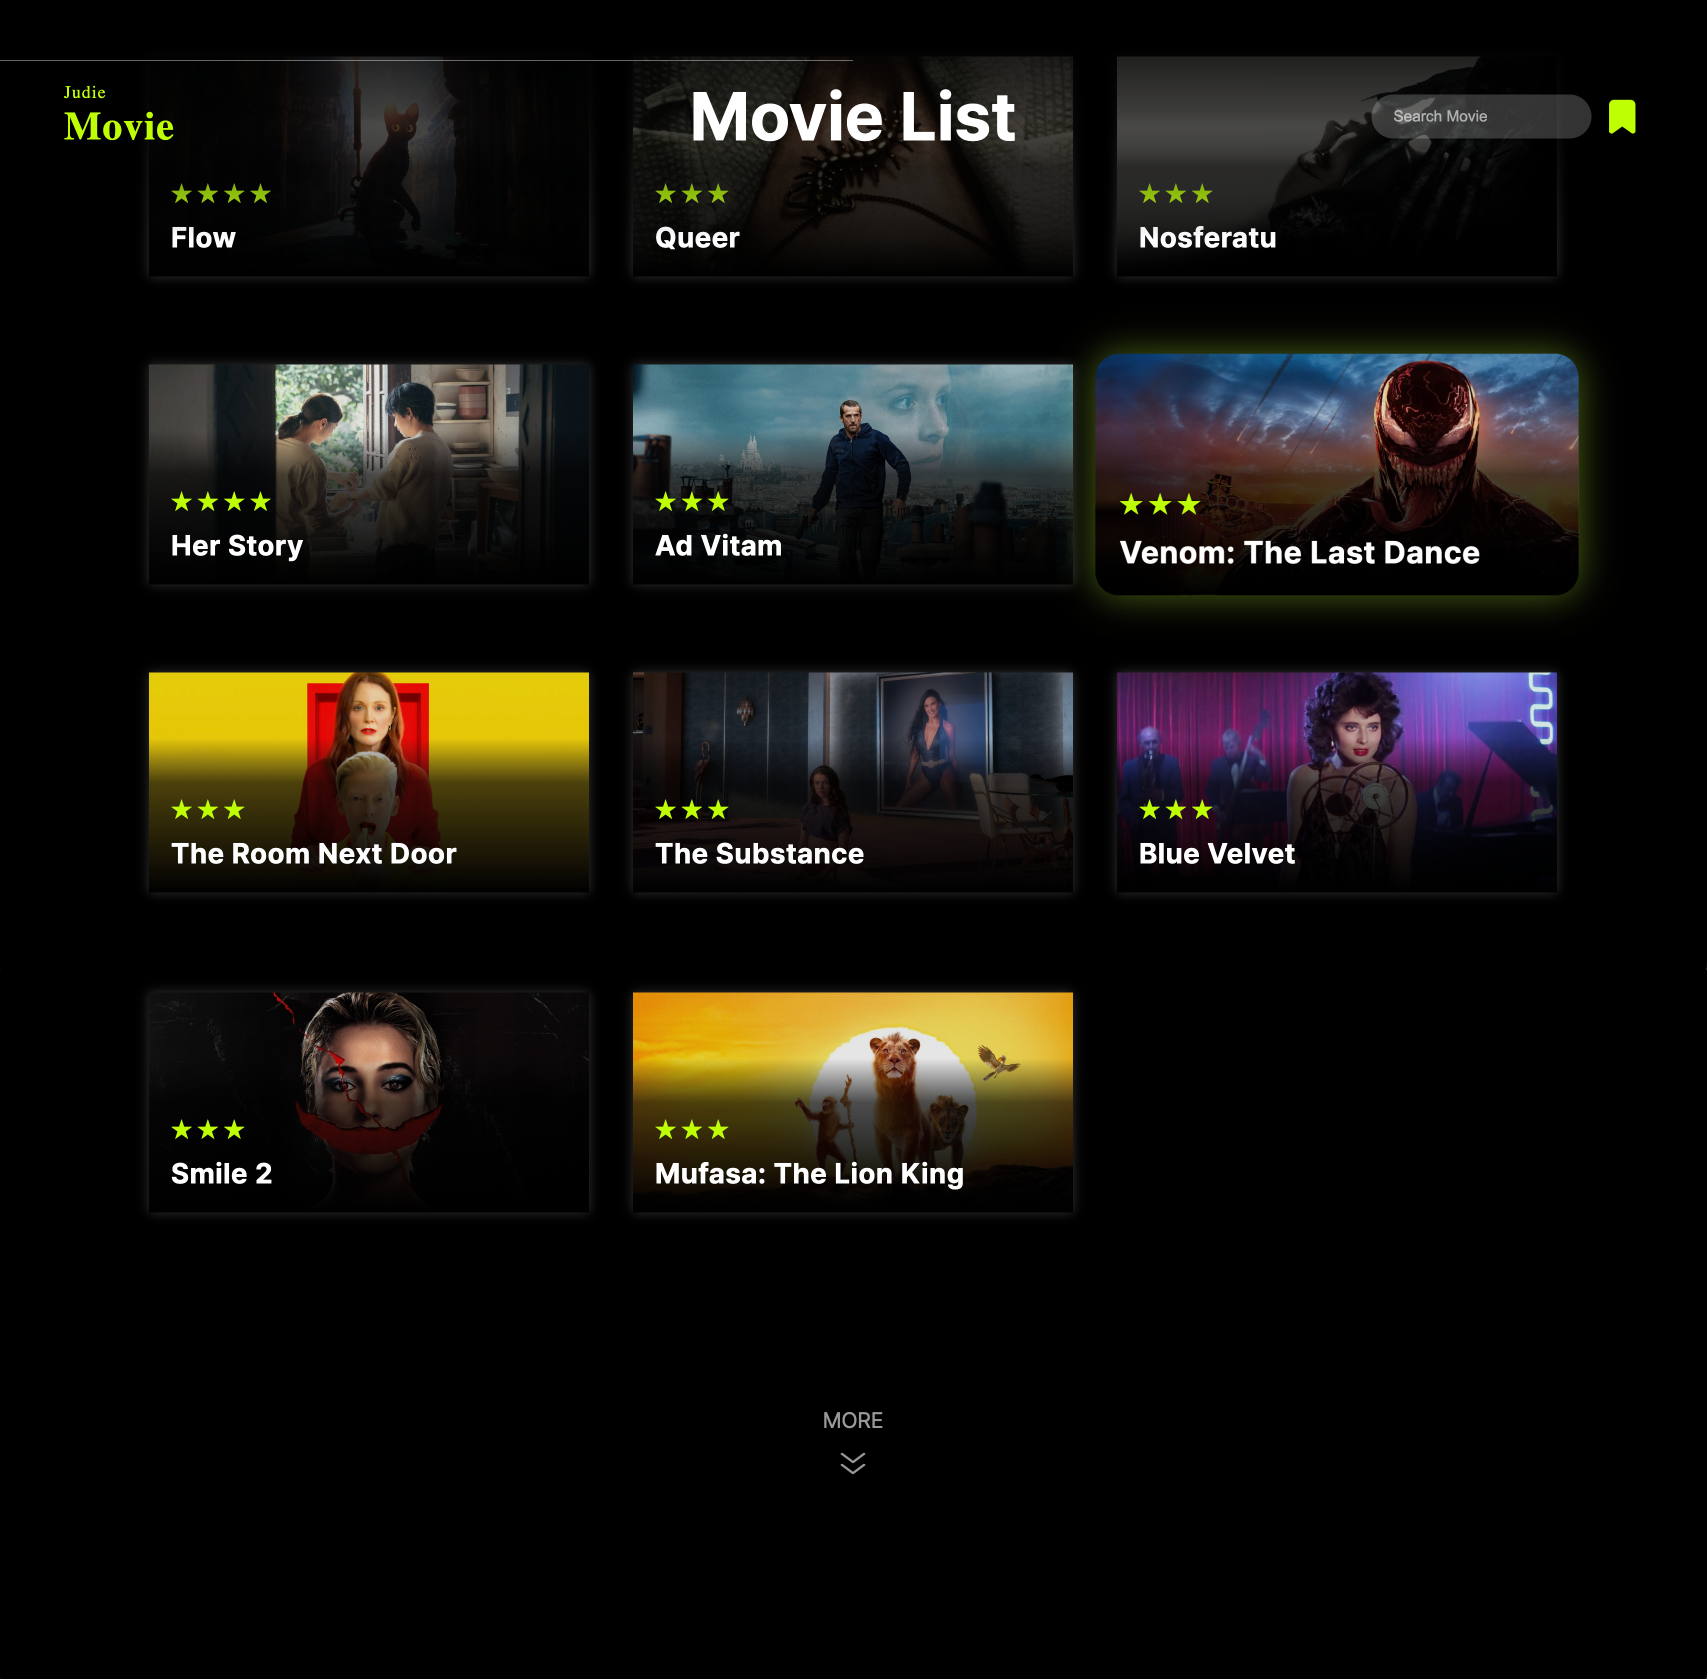 Judie
Movie
Movie List
Search Movie
Flow
Queer
Nosferatu
Her Story
Ad Vitam
Venom: The Last Dance
The Room Next Door
The Substance
Blue Velvet
Smile 2
Mufasa: The Lion King
MORE